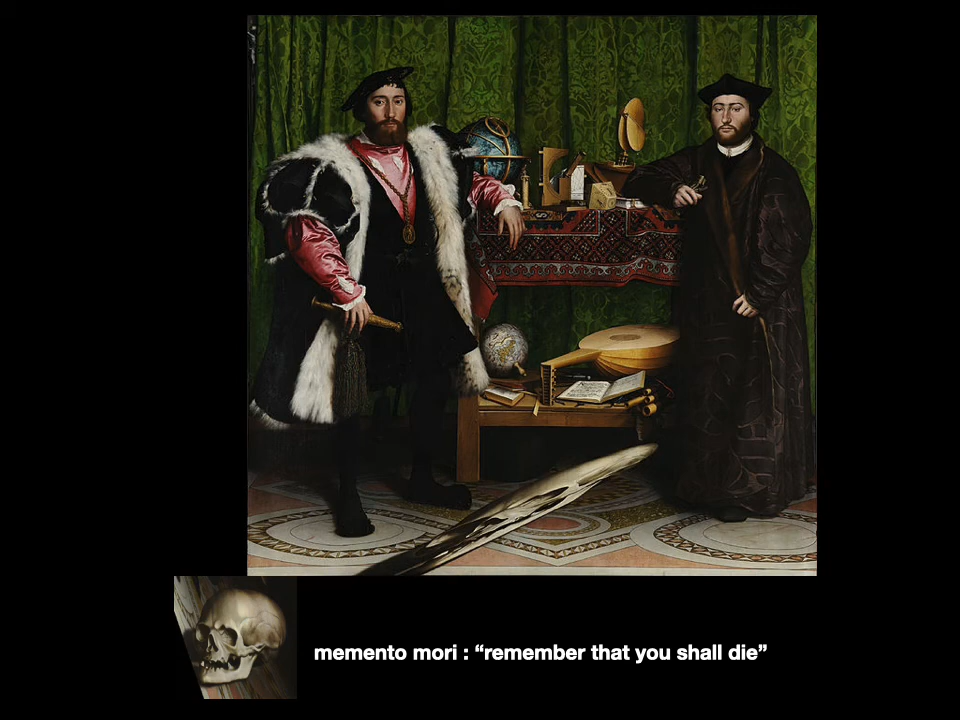 memento mori : “remember that you shall die”